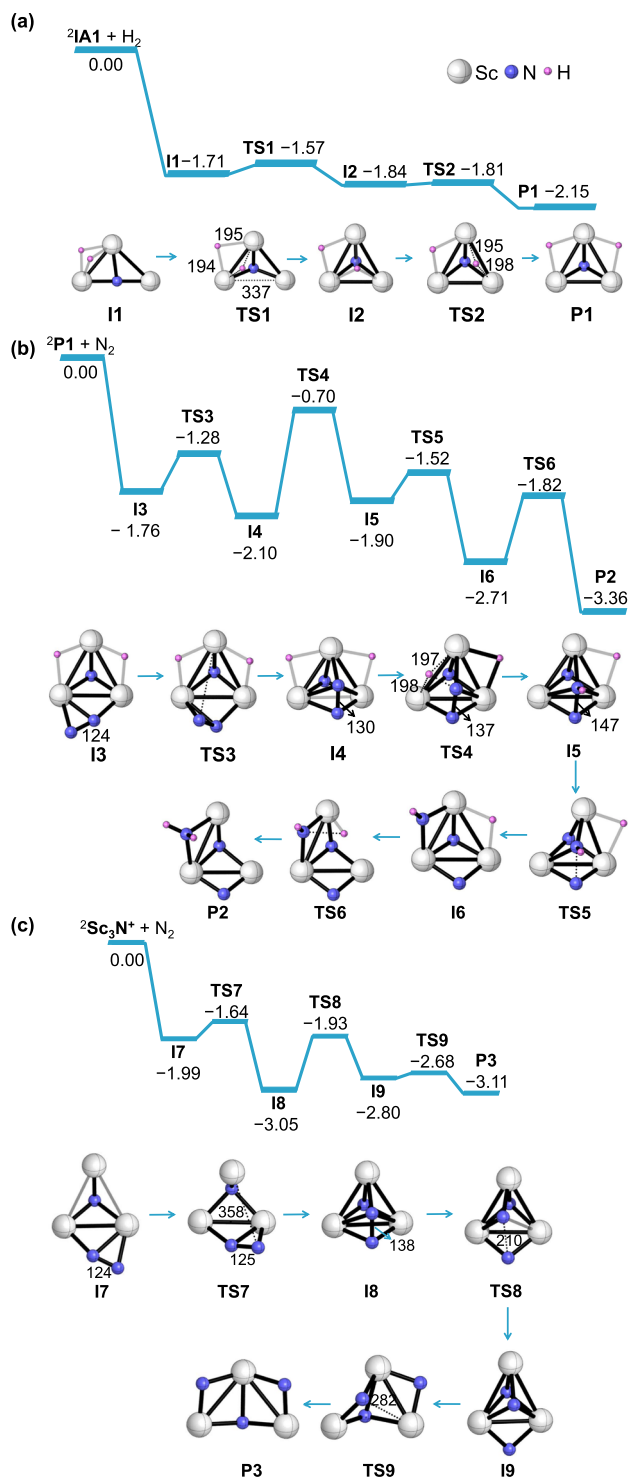 (a)
²IA1 + H₂
0.00
Sc N H
I1 −1.71
TS1 −1.57
I2 −1.84
TS2 −1.81
P1 −2.15
195
194
337
195
198
I1
TS1
I2
TS2
P1
(b)
²P1 + N₂
0.00
TS4
−0.70
TS3
−1.28
TS5
−1.52
TS6
−1.82
I3
− 1.76
I4
−2.10
I5
−1.90
I6
−2.71
P2
−3.36
124
130
197
198
137
147
I3
TS3
I4
TS4
I5
P2
TS6
I6
TS5
(c)
²Sc₃N⁺ + N₂
0.00
TS7
−1.64
TS8
−1.93
TS9
−2.68
P3
−3.11
I7
−1.99
I8
−3.05
I9
−2.80
124
358
125
138
210
I7
TS7
I8
TS8
282
P3
TS9
I9